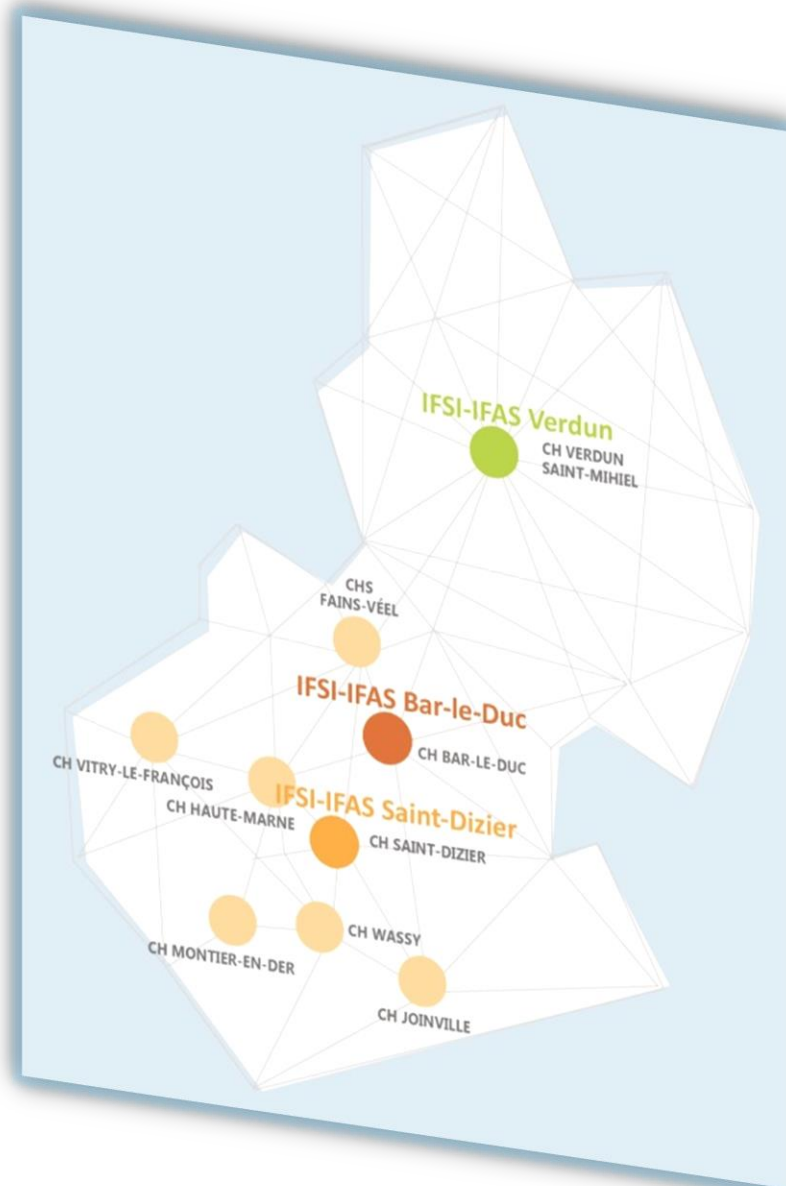 IFSI-IFAS Verdun
CH VERDUN
SAINT-MIHIEL
CHS
FAINS-VÉEL
IFSI-IFAS Bar-le-Duc
CH BAR-LE-DUC
CH VITRY-LE-FRANÇOIS
CH HAUTE-MARNE
IFSI-IFAS Saint-Dizier
CH SAINT-DIZIER
CH MONTIER-EN-DER
CH WASSY
CH JOINVILLE